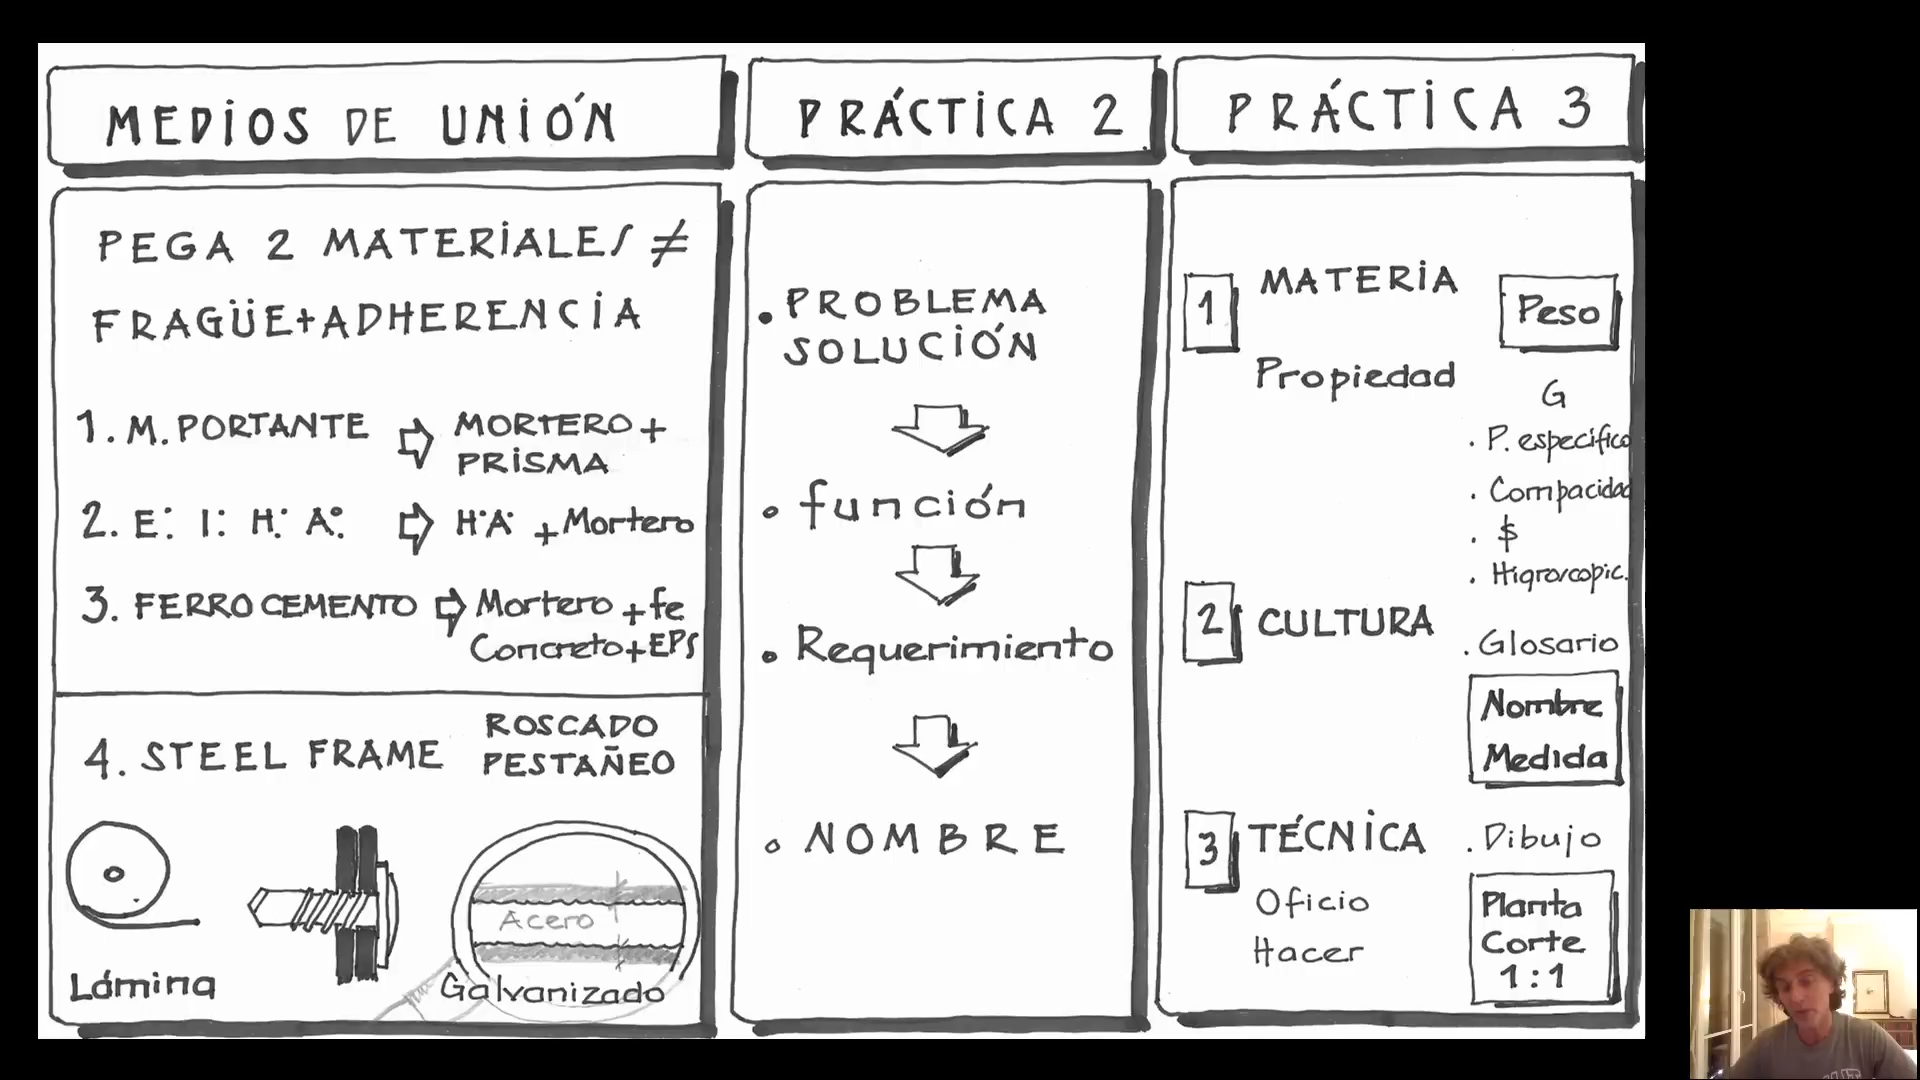 MEDIOS DE UNIÓN
PEGA 2 MATERIALES ≠
FRAGÜE+ADHERENCIA
1. M. PORTANTE ⇨ MORTERO +
PRISMA
2. E: I: H: Aº. ⇨ H·A· + Mortero
3. FERROCEMENTO ⇨ Mortero + fe
Concreto+EPS
4. STEEL FRAME
ROSCADO
PESTAÑEO
Lámina
Acero
Galvanizado
PRÁCTICA 2
• PROBLEMA
SOLUCIÓN
• función
• Requerimiento
• NOMBRE
PRÁCTICA 3
1 MATERIA
Peso
Propiedad
G
. P. específico
. Compacidad
. $
. Higroscopic.
2 CULTURA
. Glosario
Nombre
Medida
3 TÉCNICA
. Dibujo
Oficio
Hacer
Planta
Corte
1:1